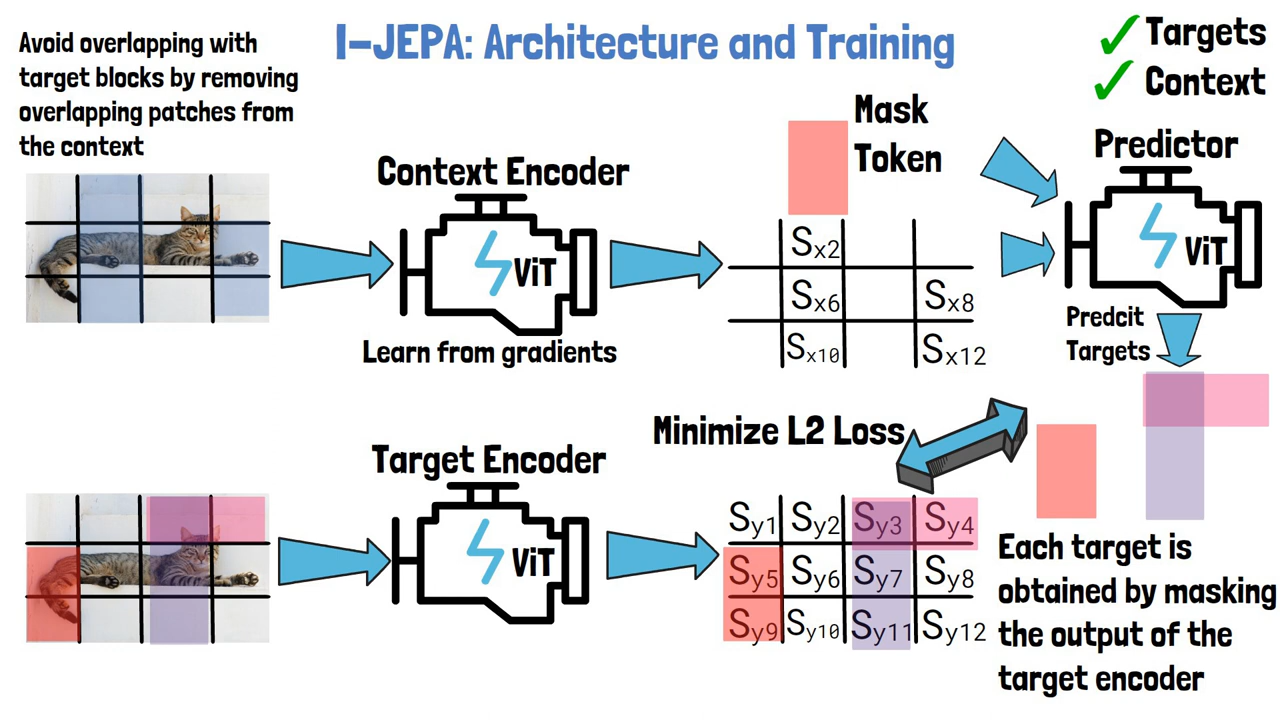 I-JEPA: Architecture and Training
Avoid overlapping with
target blocks by removing
overlapping patches from
the context
✓ Targets
✓ Context
Context Encoder
ViT
Learn from gradients
Mask
Token
Sx2
Sx6 Sx8
Sx10 Sx12
Predictor
ViT
Predcit
Targets
Minimize L2 Loss
Target Encoder
ViT
Sy1 Sy2 Sy3 Sy4
Sy5 Sy6 Sy7 Sy8
Sy9 Sy10 Sy11 Sy12
Each target is
obtained by masking
the output of the
target encoder